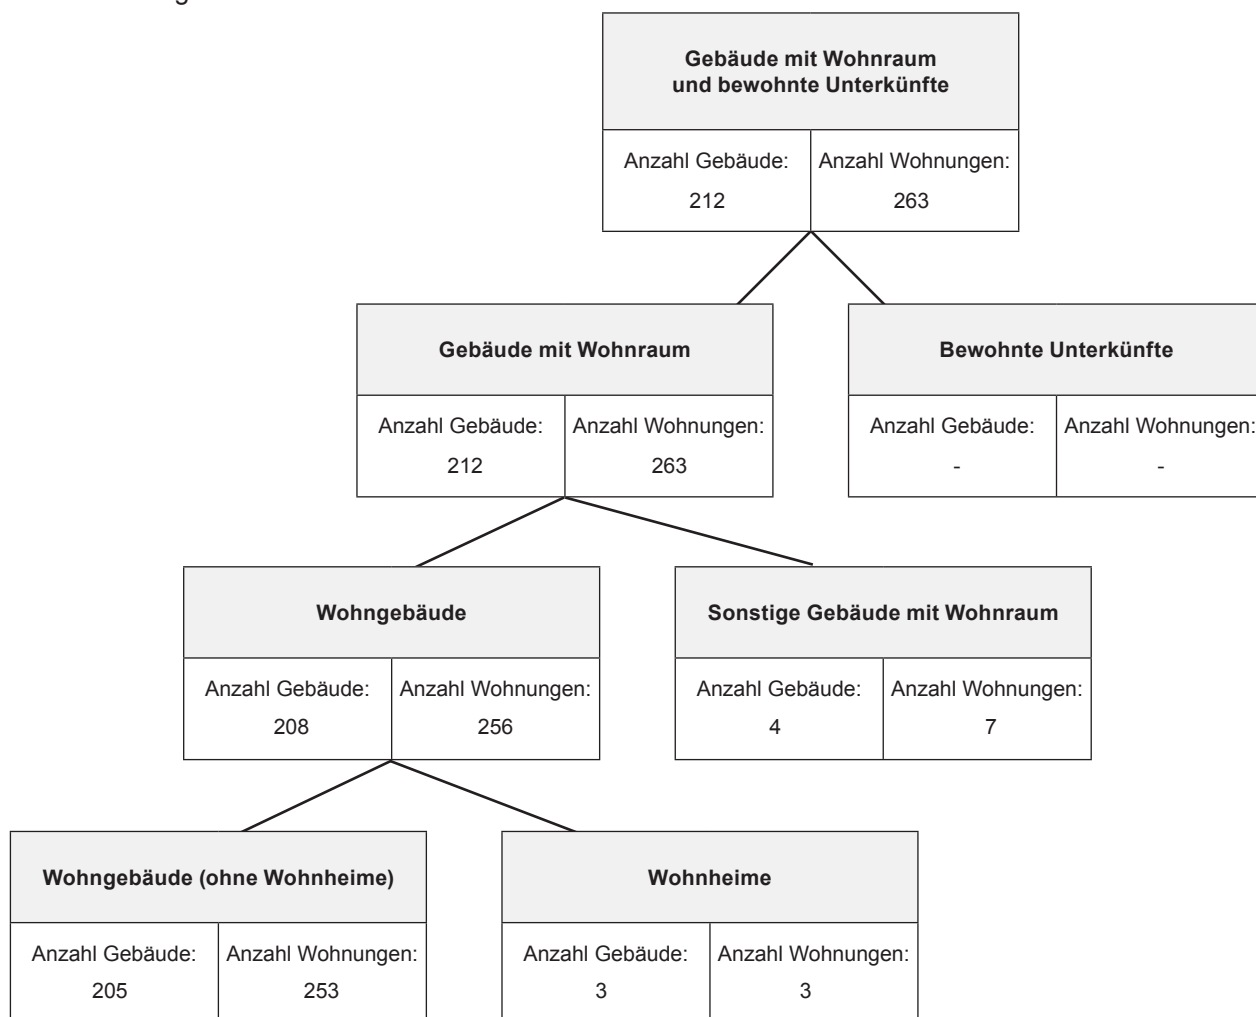 Gebäude mit Wohnraum
und bewohnte Unterkünfte
Anzahl Gebäude: Anzahl Wohnungen:
212 263
Gebäude mit Wohnraum
Bewohnte Unterkünfte
Anzahl Gebäude: Anzahl Wohnungen:
212 263
Anzahl Gebäude: Anzahl Wohnungen:
- -
Wohngebäude
Sonstige Gebäude mit Wohnraum
Anzahl Gebäude: Anzahl Wohnungen:
208 256
Anzahl Gebäude: Anzahl Wohnungen:
4 7
Wohngebäude (ohne Wohnheime)
Wohnheime
Anzahl Gebäude: Anzahl Wohnungen:
205 253
Anzahl Gebäude: Anzahl Wohnungen:
3 3